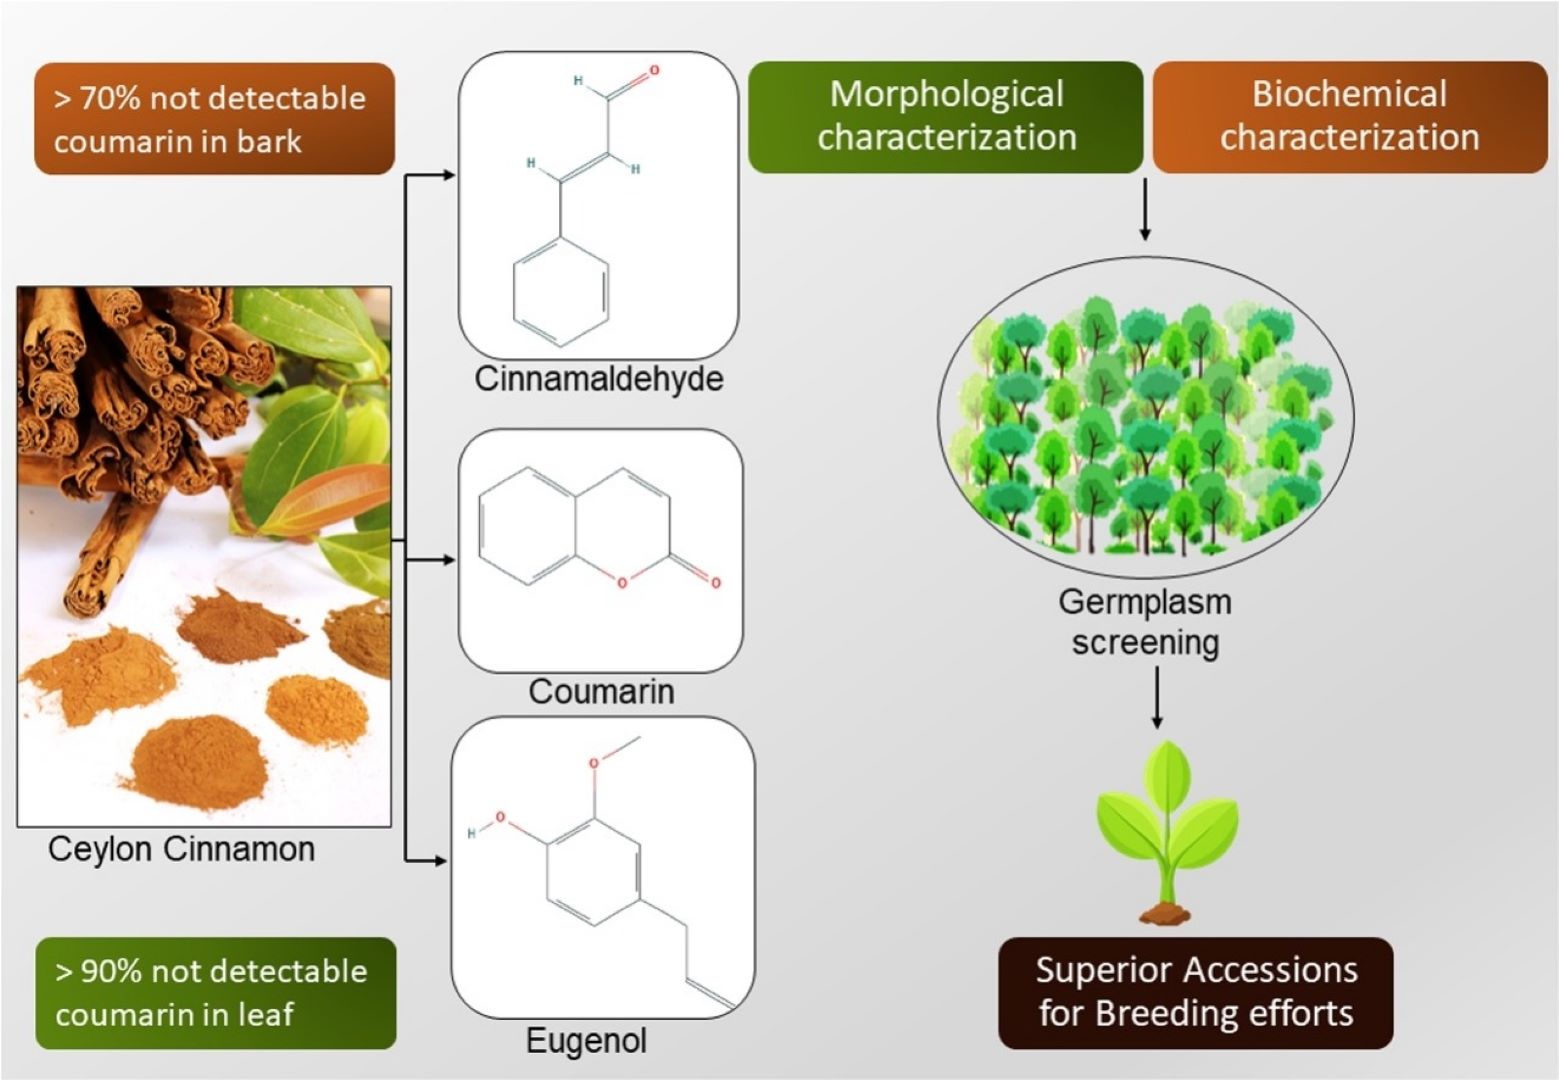 > 70% not detectable
coumarin in bark
Ceylon Cinnamon
> 90% not detectable
coumarin in leaf
H
O
H
H
Cinnamaldehyde
O
O
Coumarin
O
O
H
Eugenol
Morphological
characterization
Biochemical
characterization
Germplasm
screening
Superior Accessions
for Breeding efforts